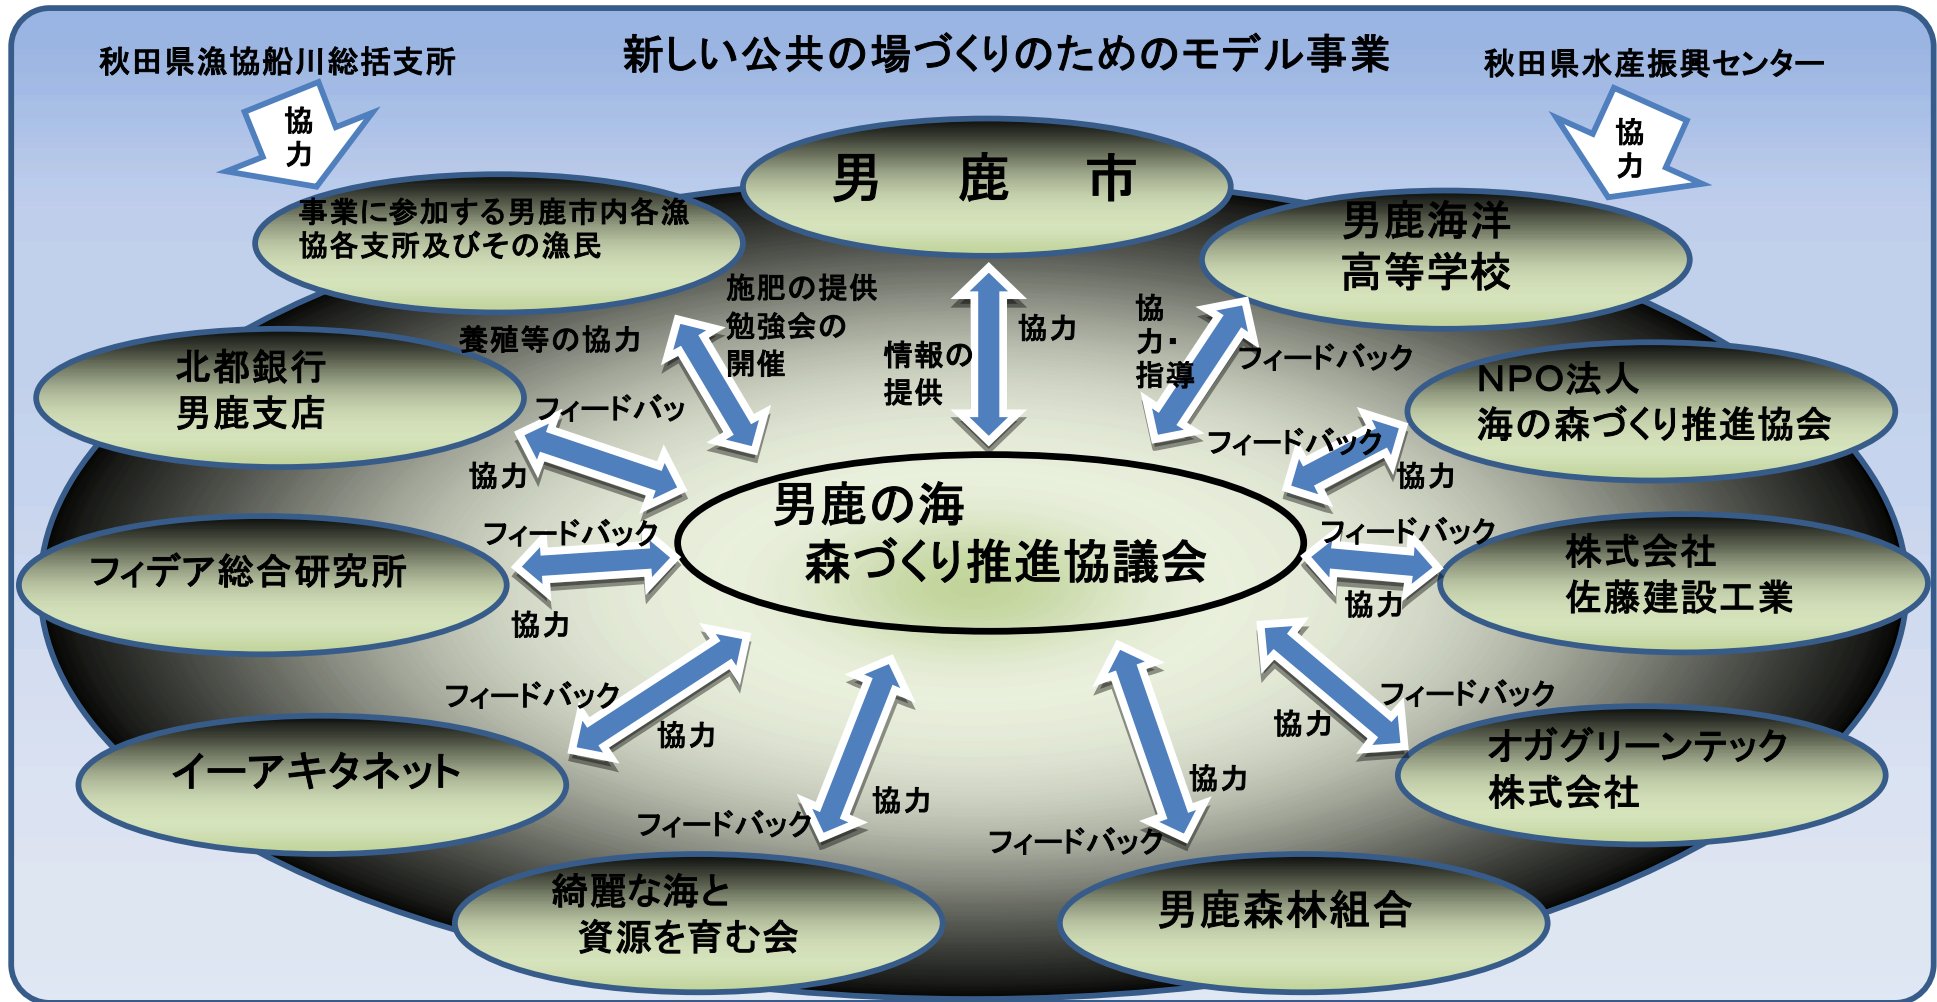 新しい公共の場づくりのためのモデル事業
秋田県漁協船川総括支所
秋田県水産振興センター
協
力
協
力
男 鹿 市
事業に参加する男鹿市内各漁
協各支所及びその漁民
男鹿海洋
高等学校
施肥の提供
勉強会の
開催
養殖等の協力
情報の
提供
協力
協
力・
指導
フィードバック
北都銀行
男鹿支店
フィードバッ
協力
NPO法人
海の森づくり推進協会
フィードバック
協力
男鹿の海
森づくり推進協議会
フィデア総合研究所
フィードバック
協力
株式会社
佐藤建設工業
フィードバック
協力
イーアキタネット
フィードバック
協力
オガグリーンテック
株式会社
フィードバック
協力
綺麗な海と
資源を育む会
フィードバック
協力
男鹿森林組合
フィードバック
協力